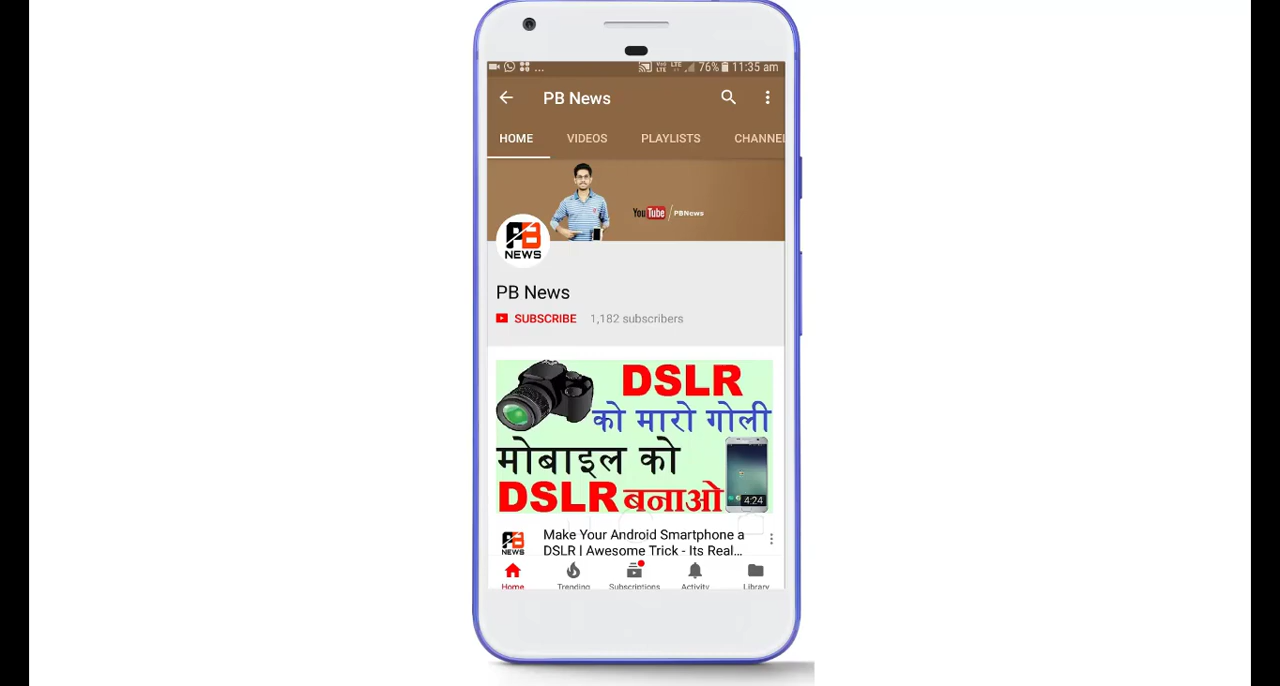 ... 76% 11:35 am
PB News
HOME VIDEOS PLAYLISTS CHANNEL
YouTube / PBNews
PB
NEWS
PB News
SUBSCRIBE 1,182 subscribers
DSLR
को मारो गोली
मोबाइल को
DSLR बनाओ
4:24
PB
NEWS
Make Your Android Smartphone a
DSLR | Awesome Trick - Its Real...
Home Trending Subscriptions Activity Library